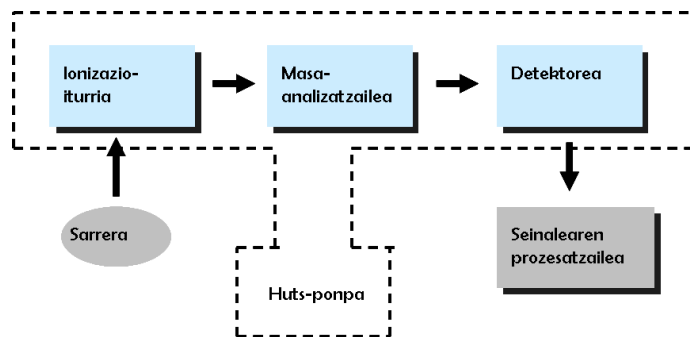 Ionizazio-
iturria
Masa-
analizatzailea
Detektorea
Sarrera
Seinalearen
prozesatzailea
Huts-ponpa